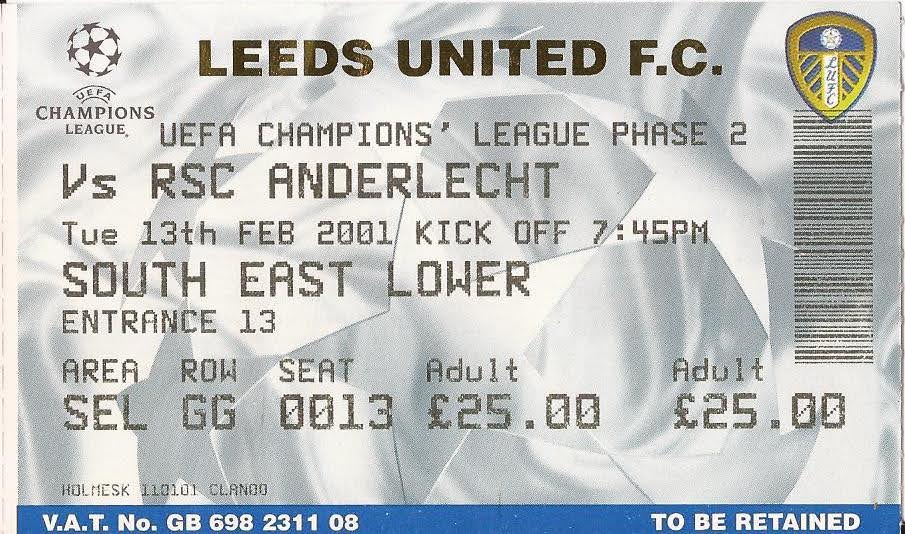 LEEDS UNITED F.C.
UEFA
CHAMPIONS
LEAGUE
LUFC
UEFA CHAMPIONS' LEAGUE PHASE 2
Vs RSC ANDERLECHT
Tue 13th FEB 2001 KICK OFF 7:45PM
SOUTH EAST LOWER
ENTRANCE 13
AREA ROW SEAT Adult Adult
SEL GG 0013 £25.00 £25.00
HOLMESK 110101 CLANDO
V.A.T. No. GB 698 2311 08 TO BE RETAINED